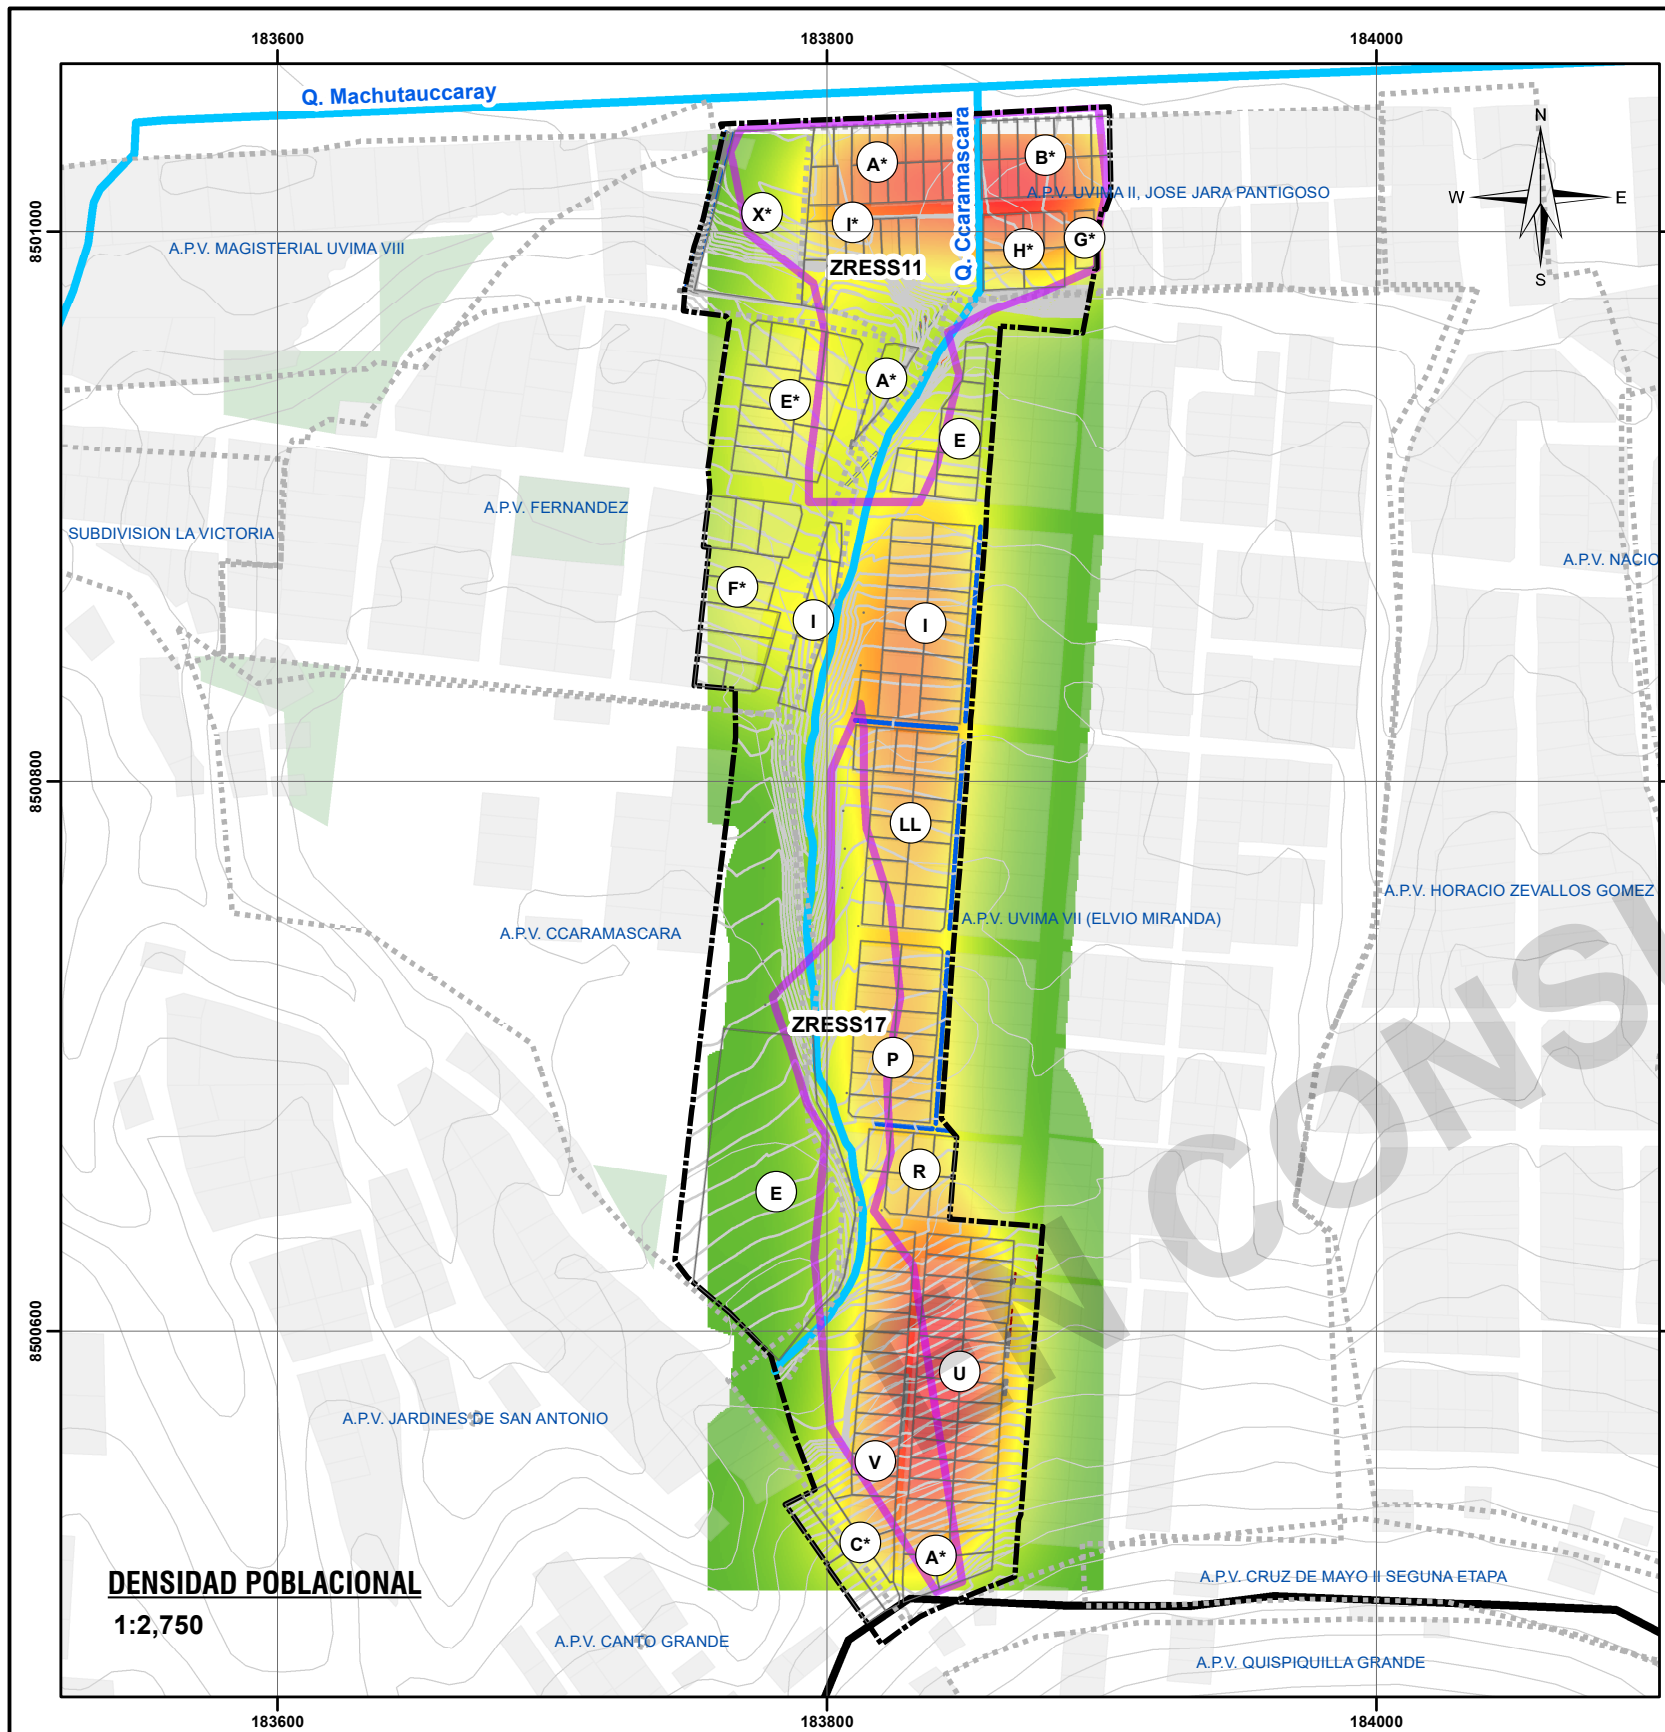 183600 183800 184000
Q. Machutauccaray
Q. Ccaramascara
N
W E
S
A* B*
A.P.V. UVIMA II, JOSE JARA PANTIGOSO
X* I* G*
8501000
A.P.V. MAGISTERIAL UVIMA VIII
H*
ZRESS11
A*
E*
E
A.P.V. FERNANDEZ
SUBDIVISION LA VICTORIA
A.P.V. NACIO
F*
I I
8500800
LL
A.P.V. HORACIO ZEVALLOS GOMEZ
A.P.V. UVIMA VII (ELVIO MIRANDA)
A.P.V. CCARAMASCARA
ZRESS17
P
R
E
N CONS
8500600
U
A.P.V. JARDINES DE SAN ANTONIO
V
C* A*
DENSIDAD POBLACIONAL
1:2,750
A.P.V. CRUZ DE MAYO II SEGUNA ETAPA
A.P.V. CANTO GRANDE
A.P.V. QUISPIQUILLA GRANDE
183600 183800 184000